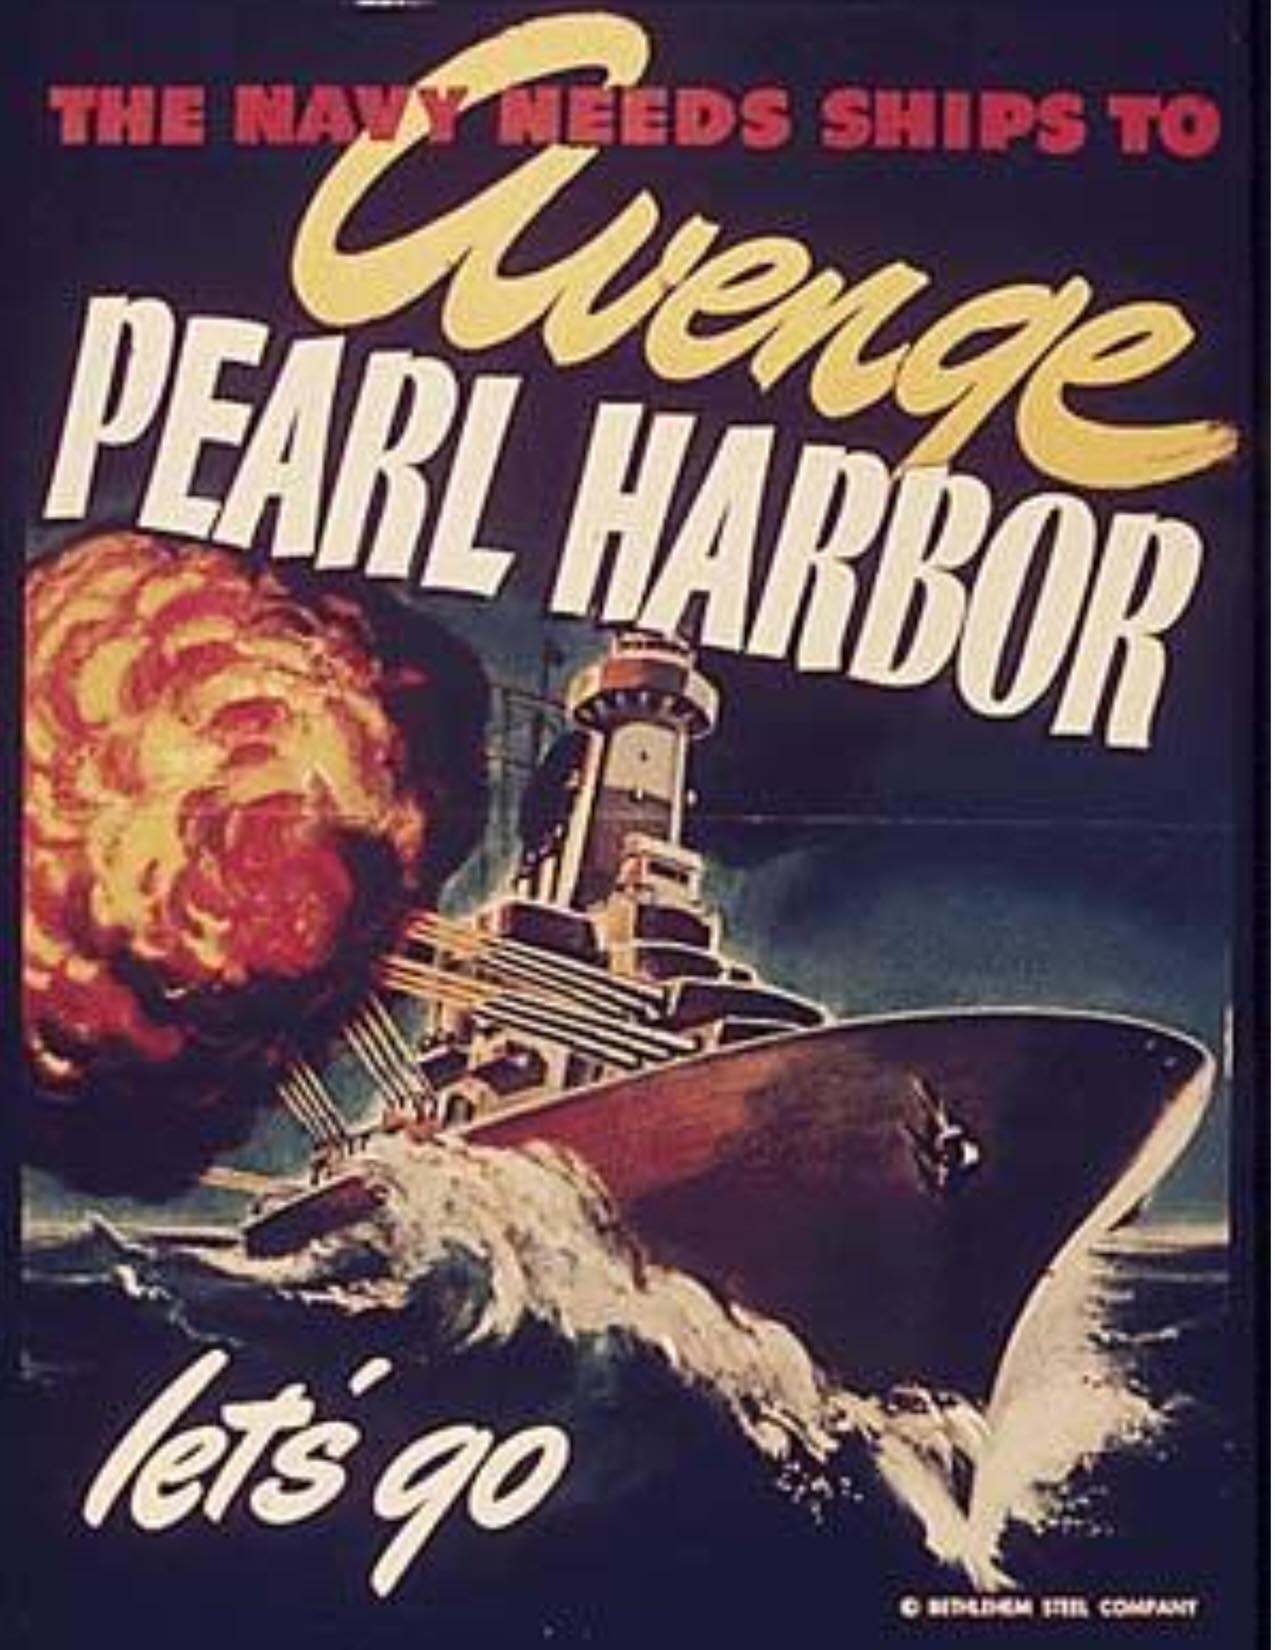 THE NAVY NEEDS SHIPS TO
Avenge
PEARL HARBOR
let's go
© BETHLEHEM STEEL COMPANY